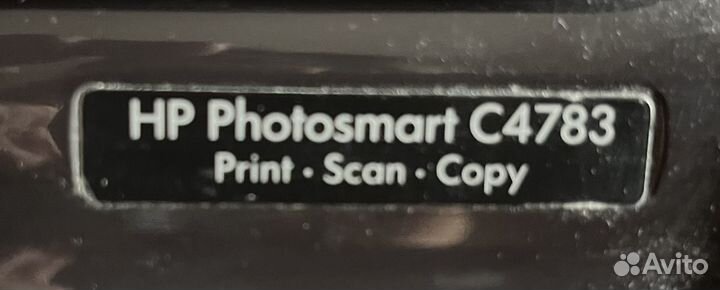 HP Photosmart C4783
Print • Scan • Copy
Avito